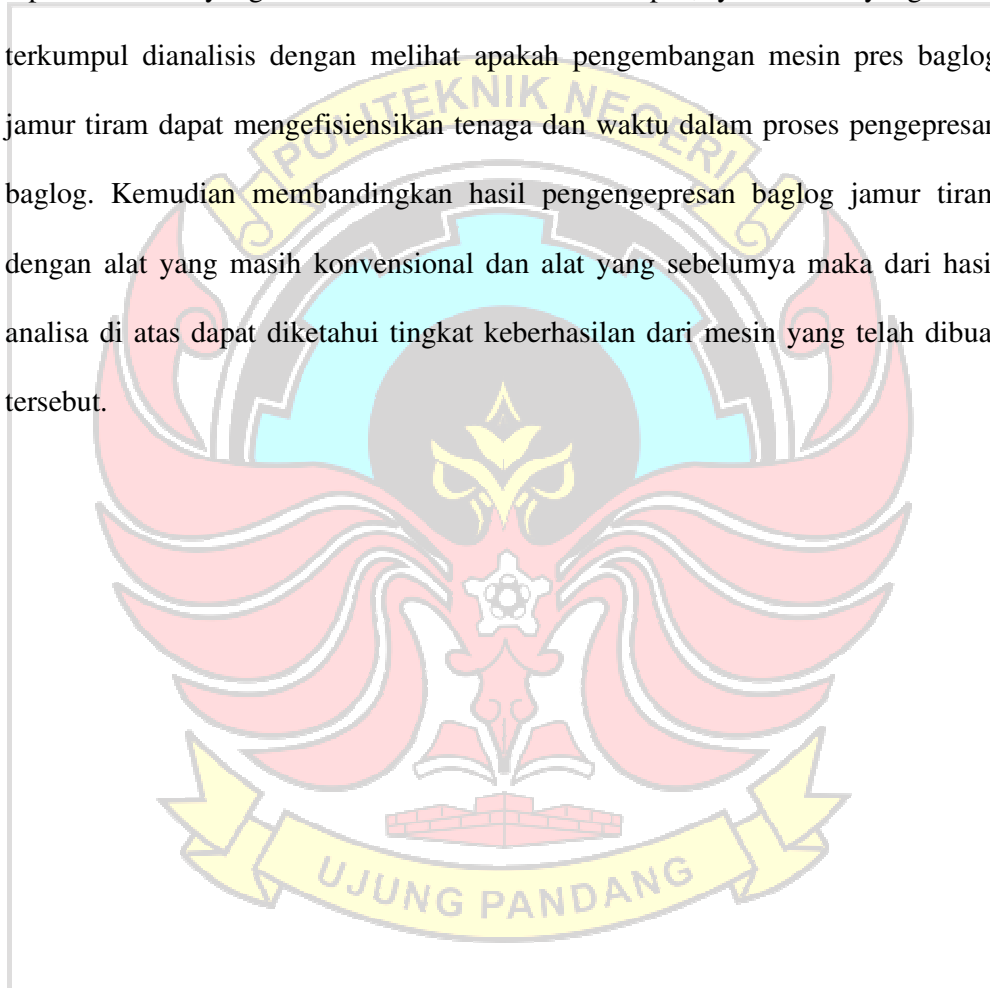 terkumpul dianalisis dengan melihat apakah pengembangan mesin pres baglog
jamur tiram dapat mengefisiensikan tenaga dan waktu dalam proses pengepresan
baglog. Kemudian membandingkan hasil pengengepresan baglog jamur tiram
dengan alat yang masih konvensional dan alat yang sebelumya maka dari hasi
analisa di atas dapat diketahui tingkat keberhasilan dari mesin yang telah dibua
tersebut.
POLITEKNIK NEGERI
UJUNG PANDANG